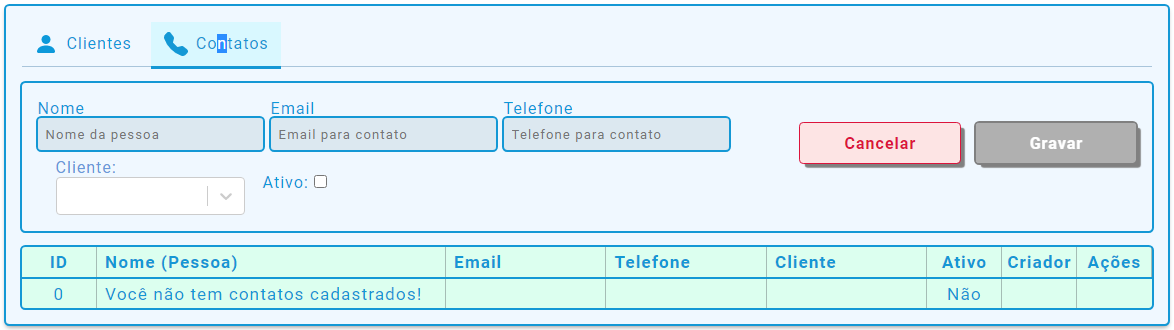 Clientes Contatos
Nome Email Telefone
Nome da pessoa Email para contato Telefone para contato
Cancelar Gravar
Cliente:
Ativo:
ID Nome (Pessoa) Email Telefone Cliente Ativo Criador Ações
0 Você não tem contatos cadastrados! Não